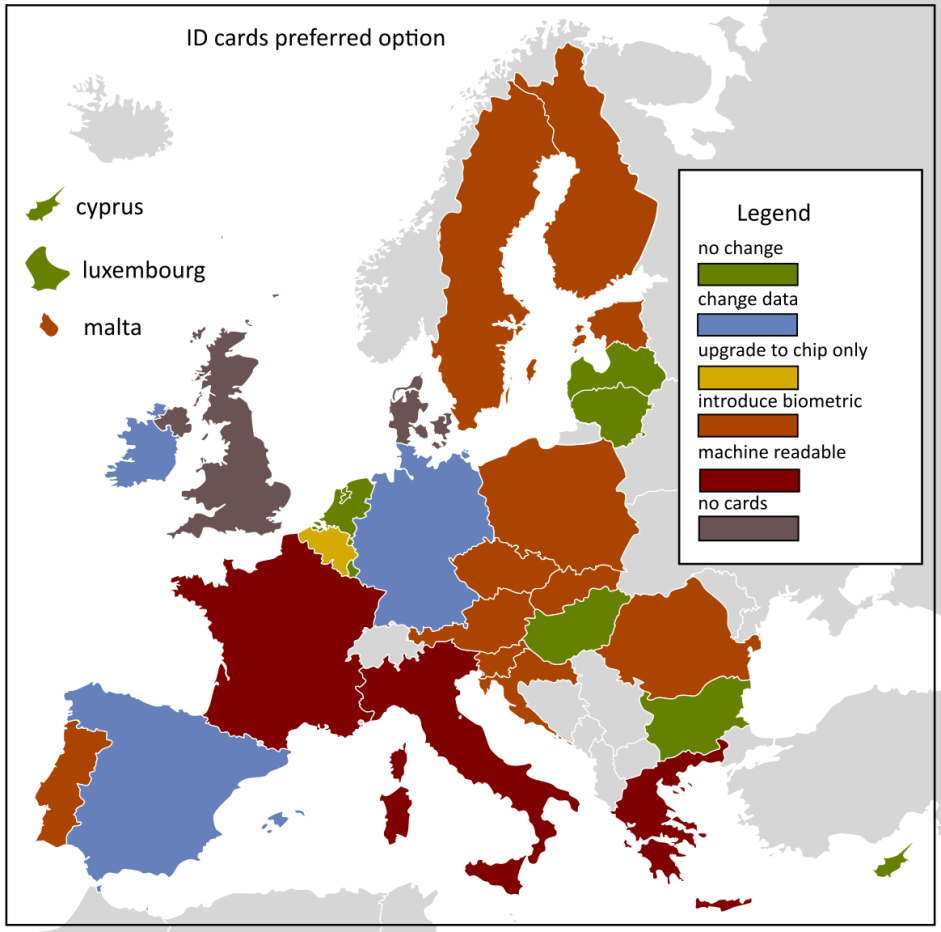 ID cards preferred option
cyprus
luxembourg
malta
Legend
no change
change data
upgrade to chip only
introduce biometric
machine readable
no cards